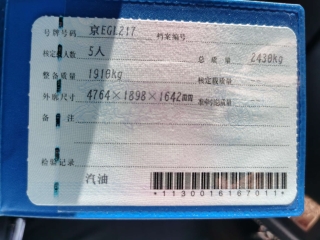 号牌号码 京EGL217 档案编号
核定载人数 5人 总质量 2430kg
整备质量 1910kg 核定载质量
外廓尺寸 4764×1898×1642mm 准牵引总质量
备注
检验记录
汽油
*1130016167011*